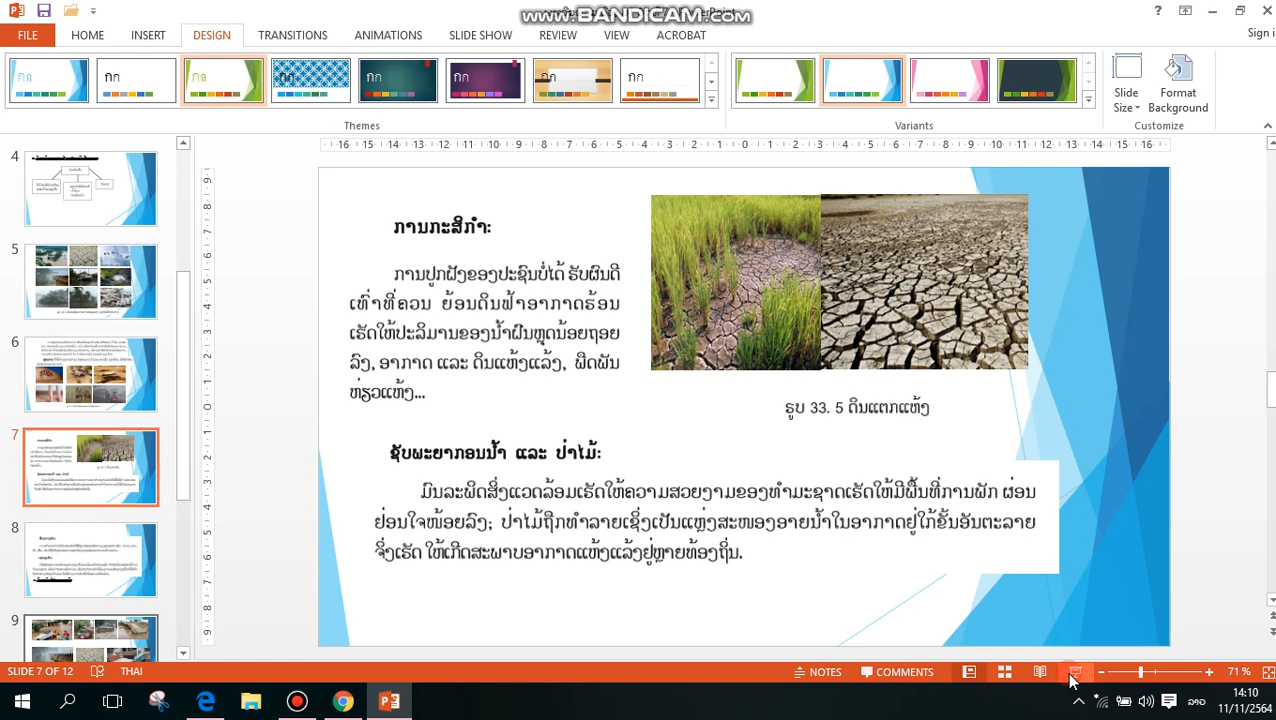 www.BANDICAM.com
FILE
HOME
INSERT
DESIGN
TRANSITIONS
ANIMATIONS
SLIDE SHOW
REVIEW
VIEW
ACROBAT
Sign i
Themes
Variants
Slide Size
Format Background
Customize
ການກະສິກຳ:
ການປູກຝັງຂອງປະຊົນບໍ່ໄດ້ ຮັບຜົນດີ
ເທົ່າທີ່ຄວນ ຍ້ອນດິນຟ້າອາກາດຮ້ອນ
ເຮັດໃຫ້ປະລິມານຂອງນ້ຳຝົນຫຼຸດນ້ອຍຖອຍ
ລົງ, ອາກາດ ແລະ ດິນແຫ້ງແລ້ງ, ພືດພັນ
ຫ່ຽວແຫ້ງ...
ຮູບ 33. 5 ດິນແຕກແຫ້ງ
ຊັບພະຍາກອນນ້ຳ ແລະ ປ່າໄມ້:
ມົນລະພິດສິ່ງແວດລ້ອມເຮັດໃຫ້ຄວາມສວຍງາມຂອງທຳມະຊາດເຮັດໃຫ້ມີພື້ນທີ່ການພັກ ຜ່ອນ
ຢ່ອນໃຈໜ້ອຍລົງ; ປ່າໄມ້ຖືກທຳລາຍເຊິ່ງເປັນແຫຼ່ງສະໜອງອາຍນ້ຳໃນອາກາດຢູ່ໃກ້ຂັ້ນອັນຕະລາຍ
ຈຶ່ງເຮັດ ໃຫ້ເກີດສະພາບອາກາດແຫ້ງແລ້ງຢູ່ຫຼາຍທ້ອງຖິ່ນ.
4
5
6
7
8
9
SLIDE 7 OF 12
THAI
NOTES
COMMENTS
71 %
ລາວ
14:10
11/11/2564